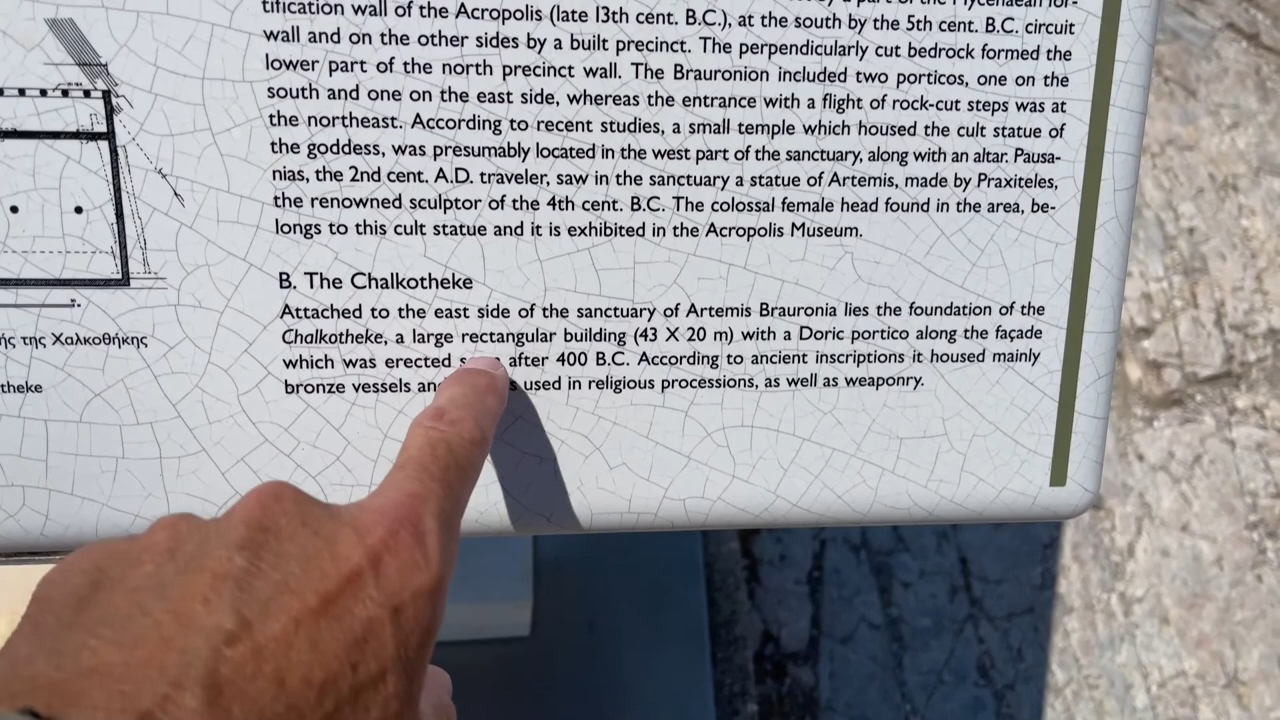 tification wall of the Acropolis (late 13th cent. B.C.), at the south by the 5th cent. B.C. circuit
wall and on the other sides by a built precinct. The perpendicularly cut bedrock formed the
lower part of the north precinct wall. The Brauronion included two porticos, one on the
south and one on the east side, whereas the entrance with a flight of rock-cut steps was at
the northeast. According to recent studies, a small temple which housed the cult statue of
the goddess, was presumably located in the west part of the sanctuary, along with an altar. Pausa-
nias, the 2nd cent. A.D. traveler, saw in the sanctuary a statue of Artemis, made by Praxiteles,
the renowned sculptor of the 4th cent. B.C. The colossal female head found in the area, be-
longs to this cult statue and it is exhibited in the Acropolis Museum.
B. The Chalkotheke
Attached to the east side of the sanctuary of Artemis Brauronia lies the foundation of the
Chalkotheke, a large rectangular building (43 X 20 m) with a Doric portico along the façade
which was erected after 400 B.C. According to ancient inscriptions it housed mainly
bronze vessels used in religious processions, as well as weaponry.
ής της Χαλκοθήκης
theke